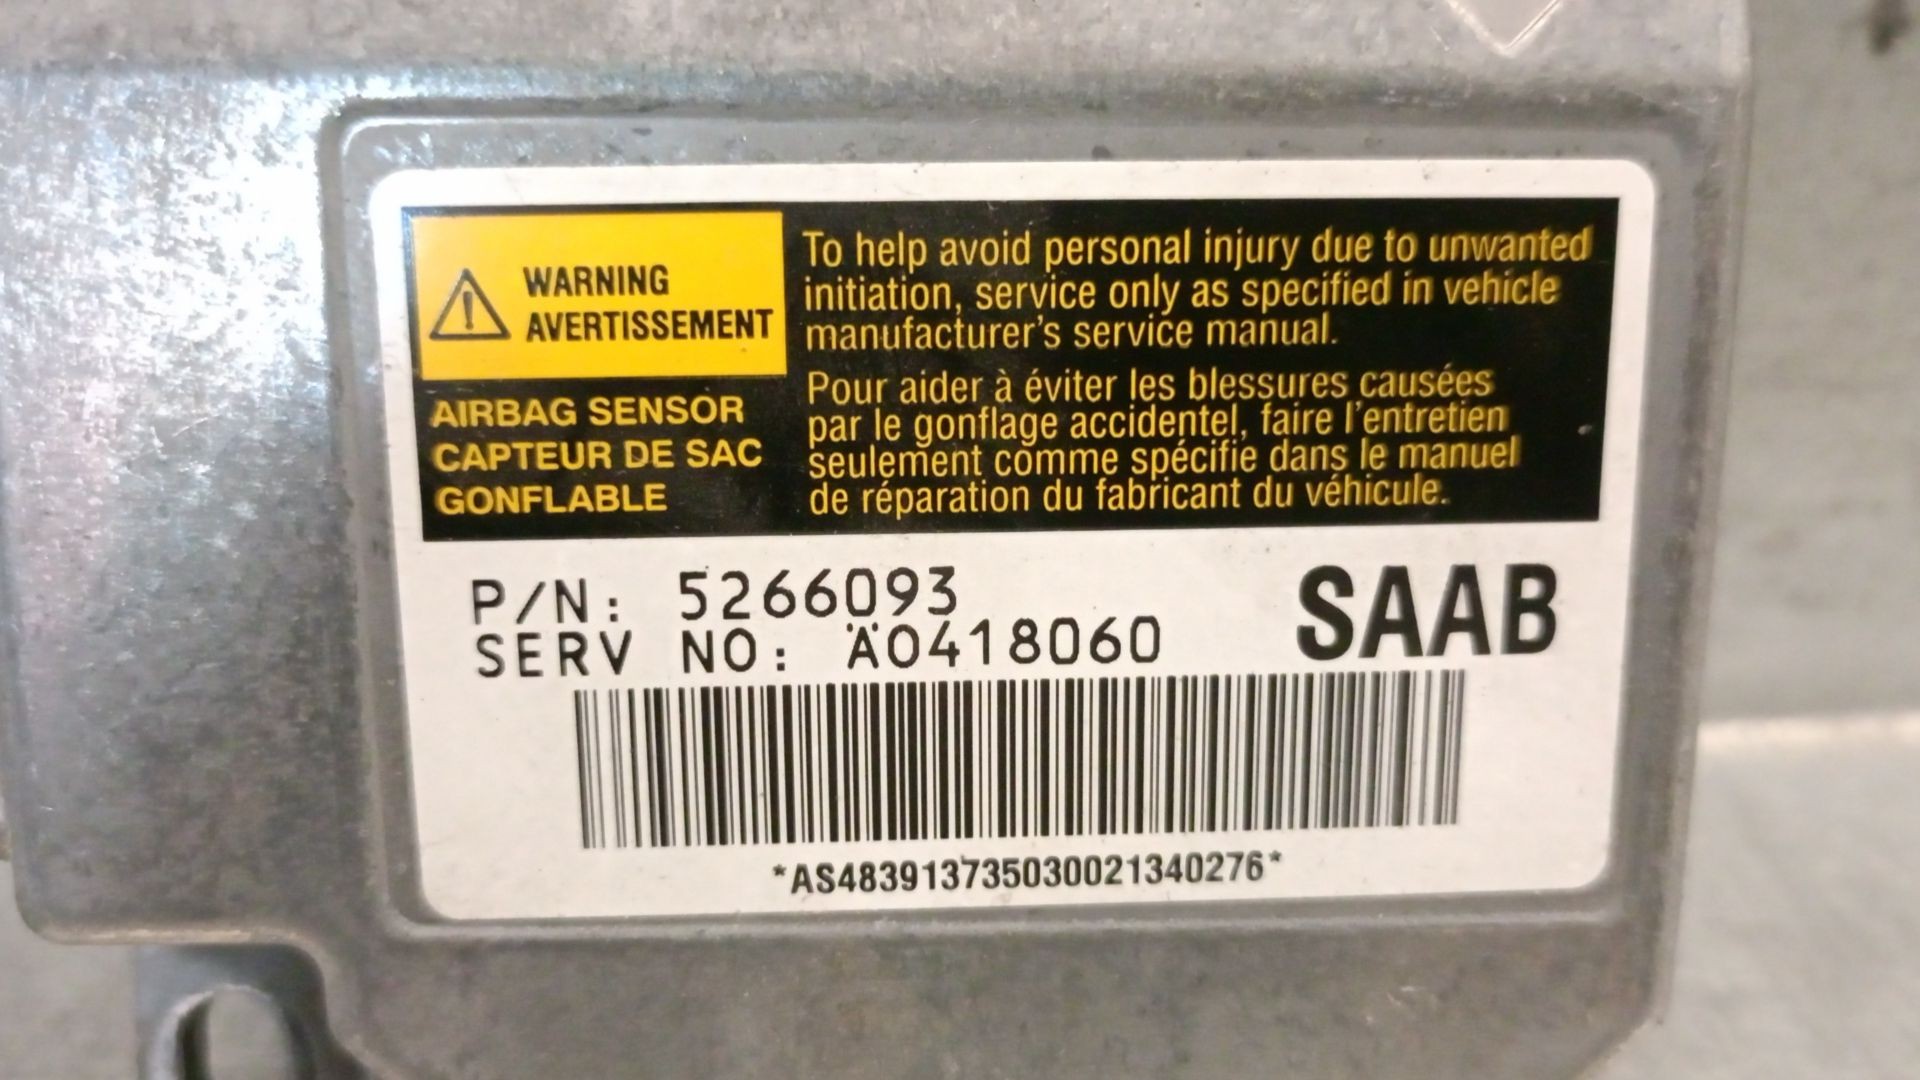 WARNING
AVERTISSEMENT
AIRBAG SENSOR
CAPTEUR DE SAC
GONFLABLE
To help avoid personal injury due to unwanted
initiation, service only as specified in vehicle
manufacturer's service manual.
Pour aider à éviter les blessures causées
par le gonflage accidentel, faire l'entretien
seulement comme spécifie dans le manuel
de réparation du fabricant du véhicule.
P/N: 5266093
SERV NO: A0418060
SAAB
*AS483913735030021340276*